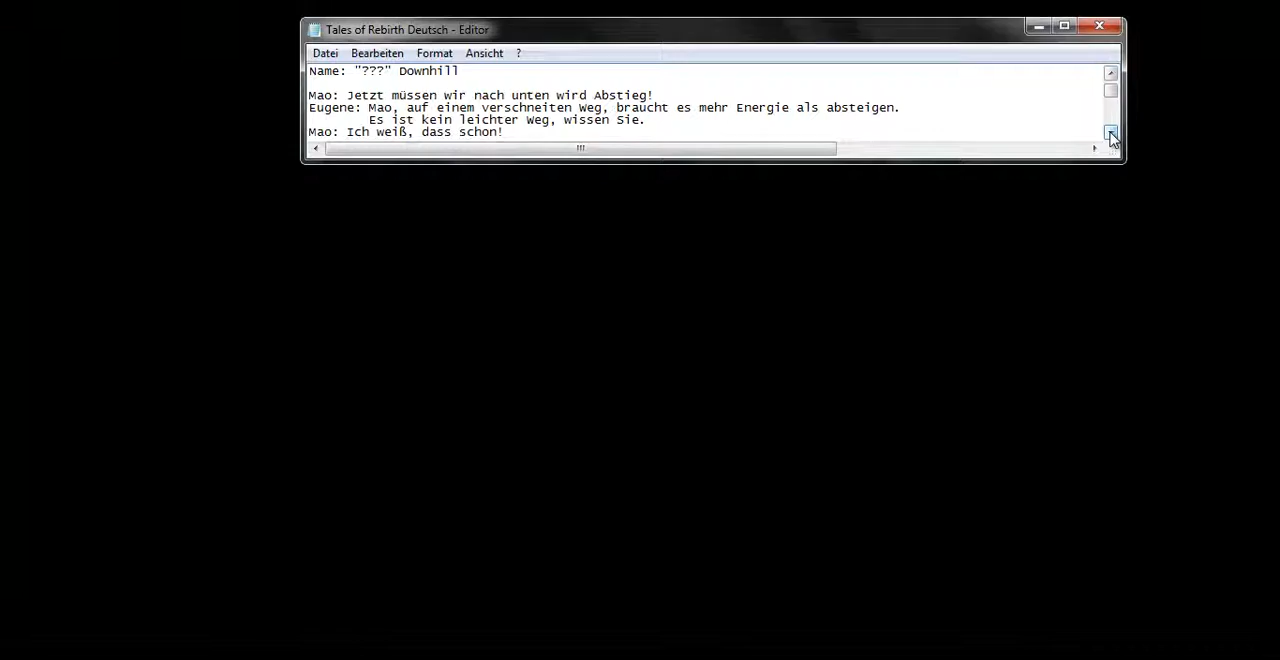 Tales of Rebirth Deutsch - Editor
Datei Bearbeiten Format Ansicht ?
Name: "???" Downhill
Mao: Jetzt müssen wir nach unten wird Abstieg!
Eugene: Mao, auf einem verschneiten Weg, braucht es mehr Energie als absteigen.
Es ist kein leichter Weg, wissen Sie.
Mao: Ich weiß, dass schon!